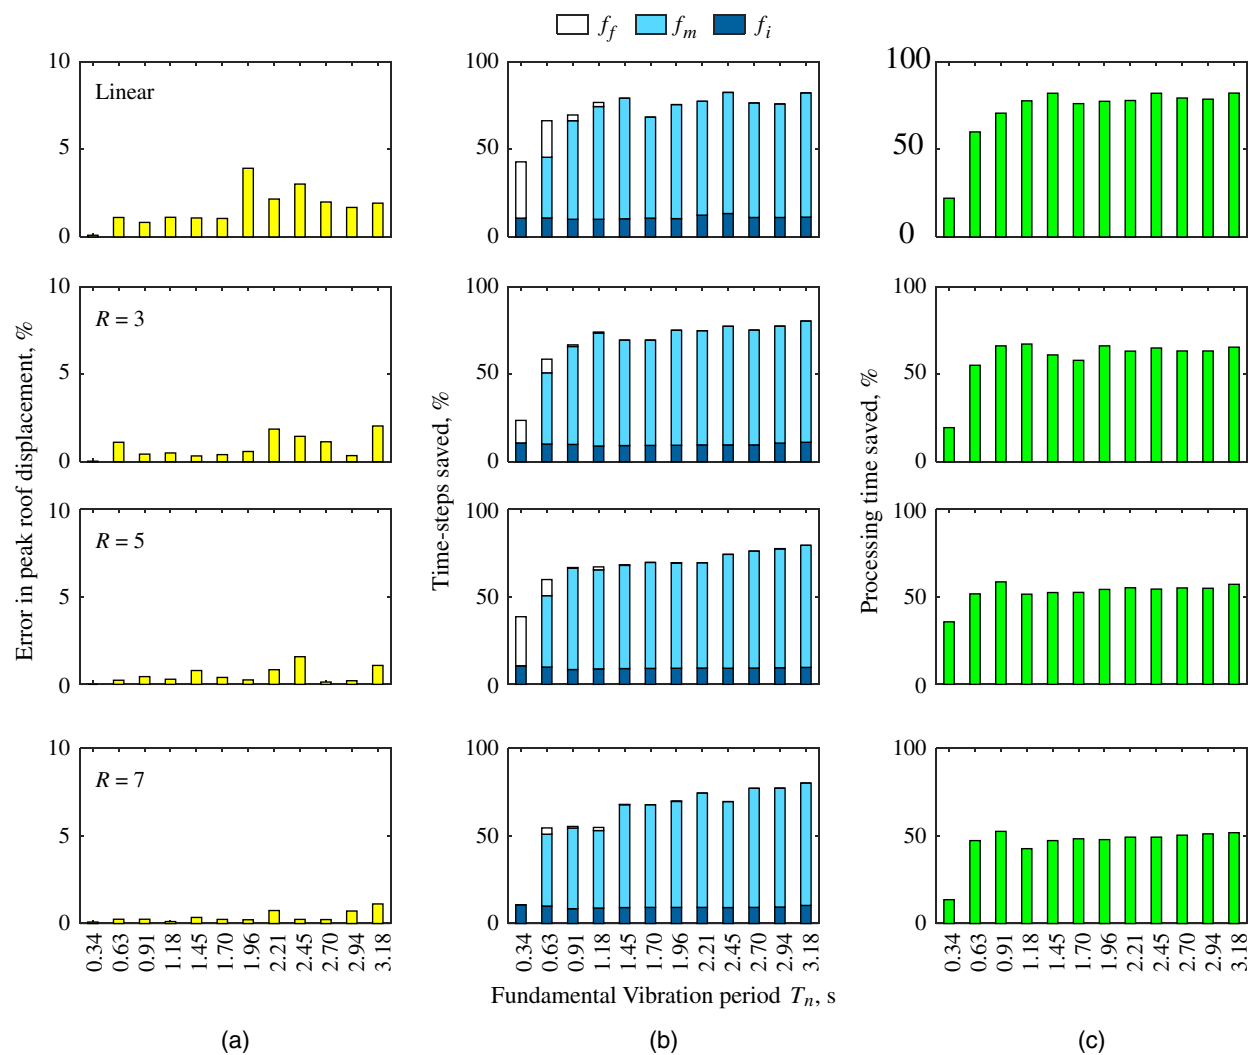 f_f f_m f_i
10 100 100
Linear
5 50 50
0 0 0
10 100 100
R = 3
5 50 50
0 0 0
10 100 100
R = 5
5 50 50
0 0 0
10 100 100
R = 7
5 50 50
0 0 0
Error in peak roof displacement, %
Time-steps saved, %
Processing time saved, %
0.34 0.63 0.91 1.18 1.45 1.70 1.96 2.21 2.45 2.70 2.94 3.18
0.34 0.63 0.91 1.18 1.45 1.70 1.96 2.21 2.45 2.70 2.94 3.18
0.34 0.63 0.91 1.18 1.45 1.70 1.96 2.21 2.45 2.70 2.94 3.18
Fundamental Vibration period T_n, s
(a) (b) (c)